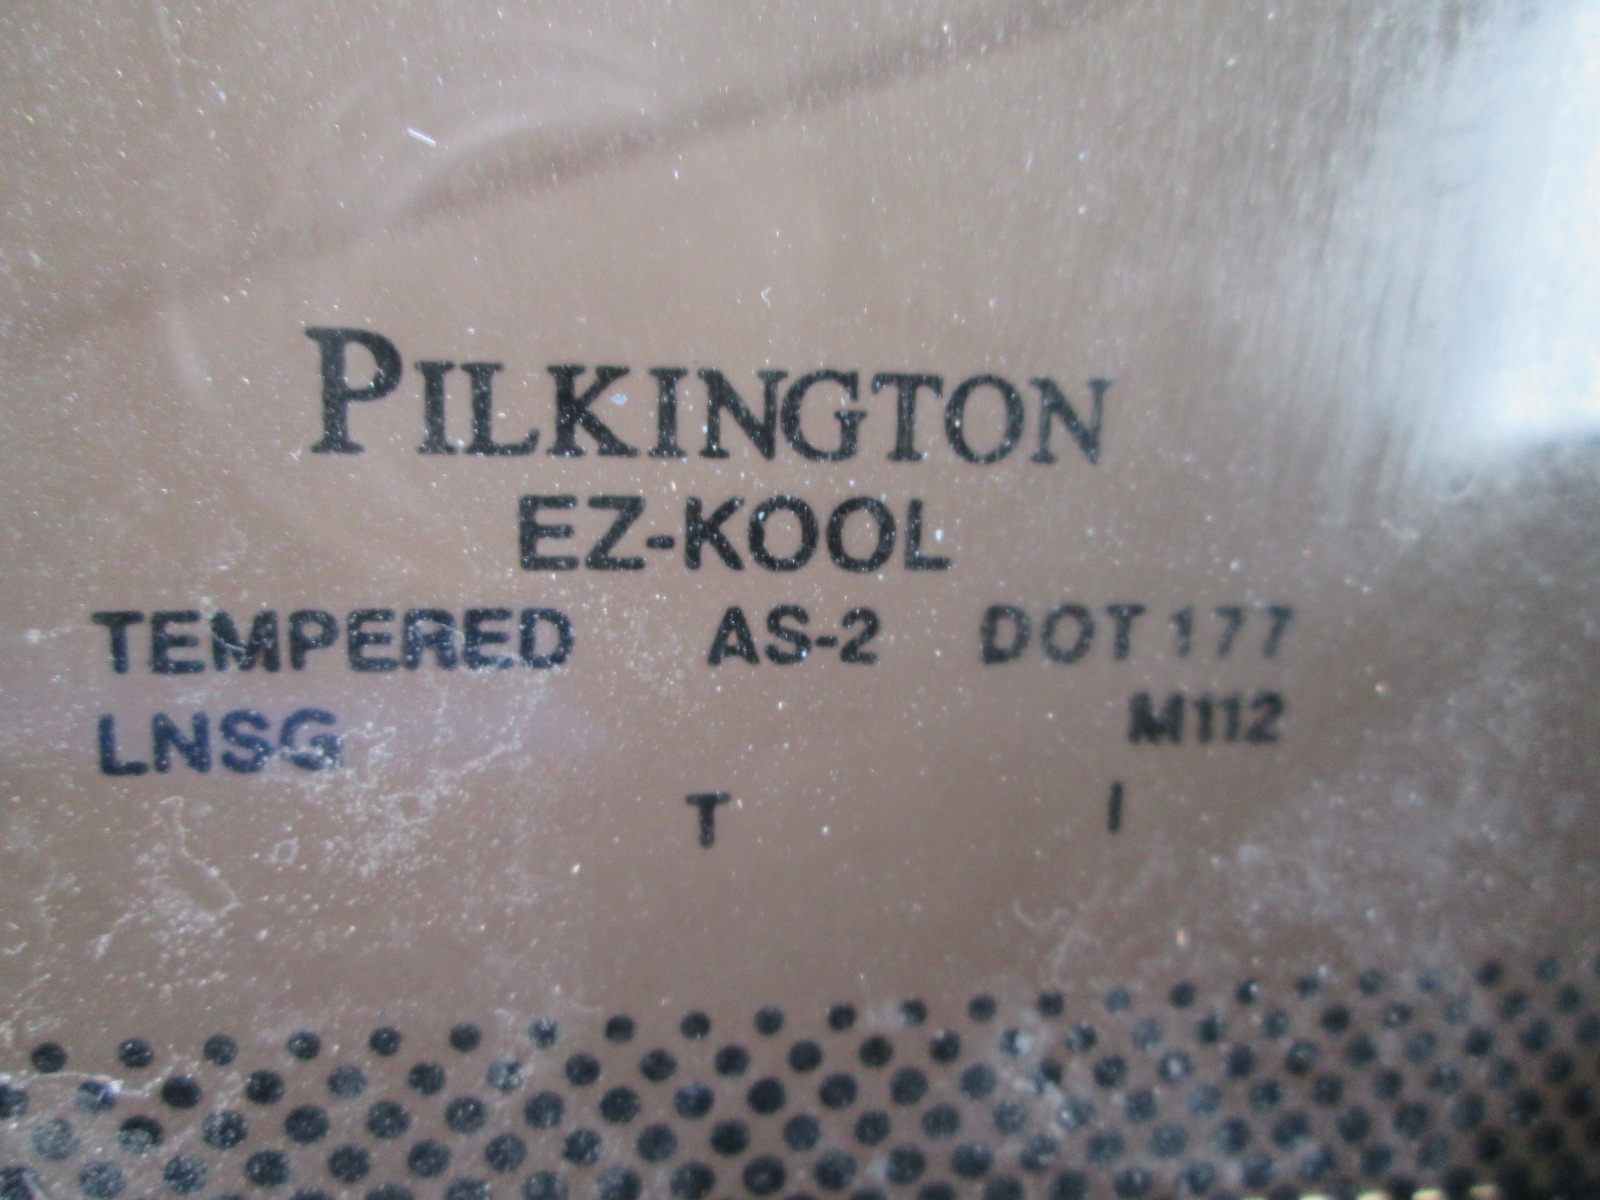 PILKINGTON
EZ-KOOL
TEMPERED AS-2 DOT 177
LNSG M112
T I